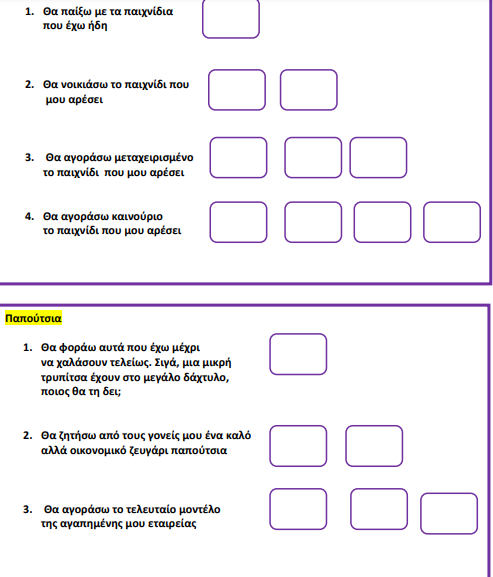 1. Θα παίξω με τα παιχνίδια
που έχω ήδη
2. Θα νοικιάσω το παιχνίδι που
μου αρέσει
3. Θα αγοράσω μεταχειρισμένο
το παιχνίδι που μου αρέσει
4. Θα αγοράσω καινούριο
το παιχνίδι που μου αρέσει
Παπούτσια
1. Θα φοράω αυτά που έχω μέχρι
να χαλάσουν τελείως. Σιγά, μια μικρή
τρυπίτσα έχουν στο μεγάλο δάχτυλο,
ποιος θα τη δει;
2. Θα ζητήσω από τους γονείς μου ένα καλό
αλλά οικονομικό ζευγάρι παπούτσια
3. Θα αγοράσω το τελευταίο μοντέλο
της αγαπημένης μου εταιρείας